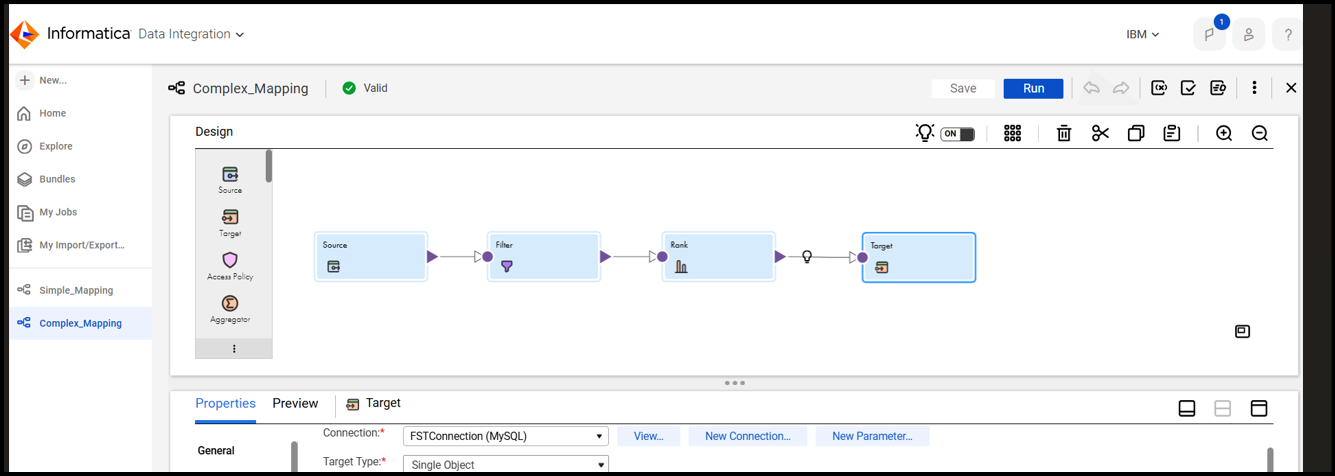 Informatica Data Integration IBM 1 ?
New...
Home
Explore
Bundles
My Jobs
My Import/Export...
Simple_Mapping
Complex_Mapping
Complex_Mapping Valid Save Run
Design ON
Source
Target
Access Policy
Aggregator
Source Filter Rank Target
Properties Preview Target
General
Connection:* FSTConnection (MySQL) View... New Connection... New Parameter...
Target Type:* Single Object